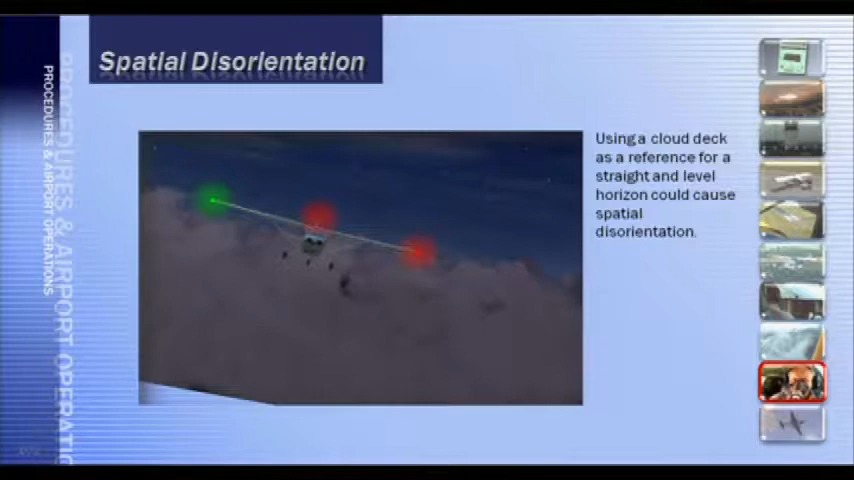 Spatial Disorientation
PROCEDURES & AIRPORT OPERATIONS
PROCEDURES & AIRPORT OPERATIO
Using a cloud deck
as a reference for a
straight and level
horizon could cause
spatial
disorientation.